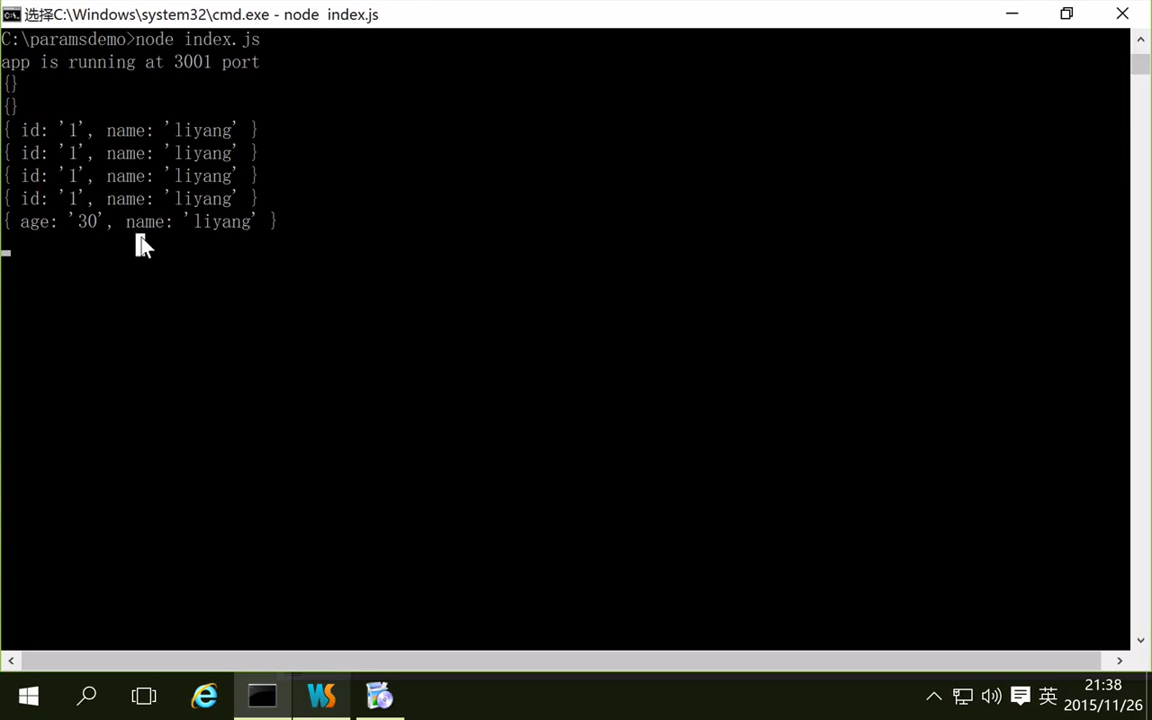 选择C:\Windows\system32\cmd.exe - node  index.js
C:\paramsdemo>node index.js
app is running at 3001 port
{}
{}
{ id: '1', name: 'liyang' }
{ id: '1', name: 'liyang' }
{ id: '1', name: 'liyang' }
{ id: '1', name: 'liyang' }
{ age: '30', name: 'liyang' }
WS
英
21:38
2015/11/26